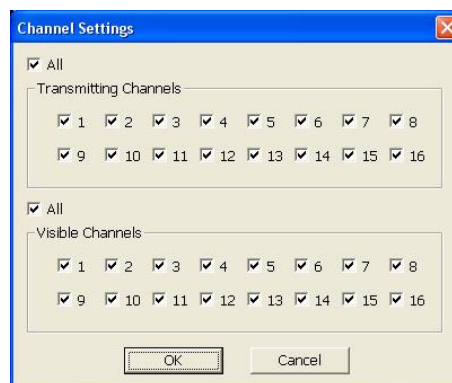 Channel Settings
All
Transmitting Channels
1 2 3 4 5 6 7 8
9 10 11 12 13 14 15 16
All
Visible Channels
1 2 3 4 5 6 7 8
9 10 11 12 13 14 15 16
OK Cancel